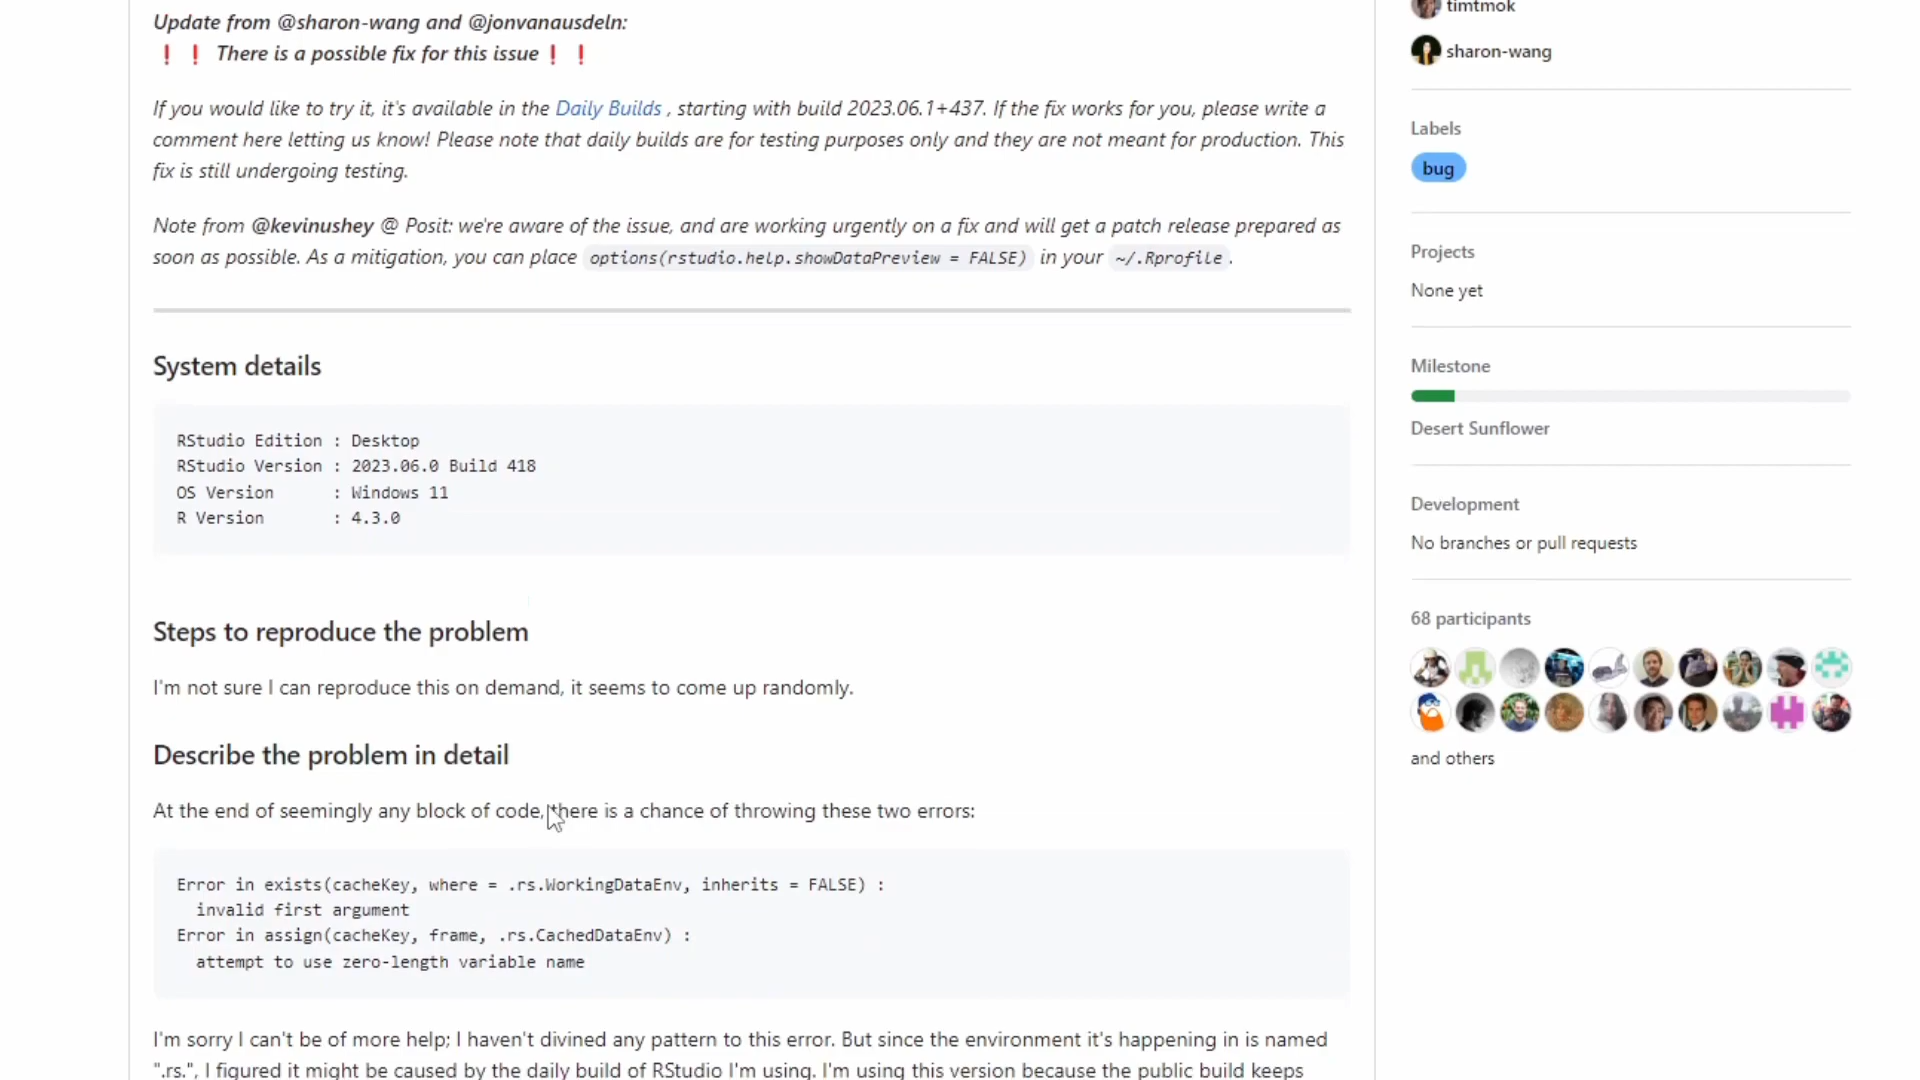 Update from @sharon-wang and @jonvanausdeln:
❗ ❗ There is a possible fix for this issue ❗ ❗
If you would like to try it, it's available in the Daily Builds , starting with build 2023.06.1+437. If the fix works for you, please write a
comment here letting us know! Please note that daily builds are for testing purposes only and they are not meant for production. This
fix is still undergoing testing.
Note from @kevinushey @ Posit: we're aware of the issue, and are working urgently on a fix and will get a patch release prepared as
soon as possible. As a mitigation, you can place options(rstudio.help.showDataPreview = FALSE) in your ~/.Rprofile .
System details
RStudio Edition : Desktop
RStudio Version : 2023.06.0 Build 418
OS Version      : Windows 11
R Version       : 4.3.0
Steps to reproduce the problem
I'm not sure I can reproduce this on demand, it seems to come up randomly.
Describe the problem in detail
At the end of seemingly any block of code, there is a chance of throwing these two errors:
Error in exists(cacheKey, where = .rs.WorkingDataEnv, inherits = FALSE) :
  invalid first argument
Error in assign(cacheKey, frame, .rs.CachedDataEnv) :
  attempt to use zero-length variable name
I'm sorry I can't be of more help; I haven't divined any pattern to this error. But since the environment it's happening in is named
".rs.", I figured it might be caused by the daily build of RStudio I'm using. I'm using this version because the public build keeps
timtmok
sharon-wang
Labels
bug
Projects
None yet
Milestone
Desert Sunflower
Development
No branches or pull requests
68 participants
and others